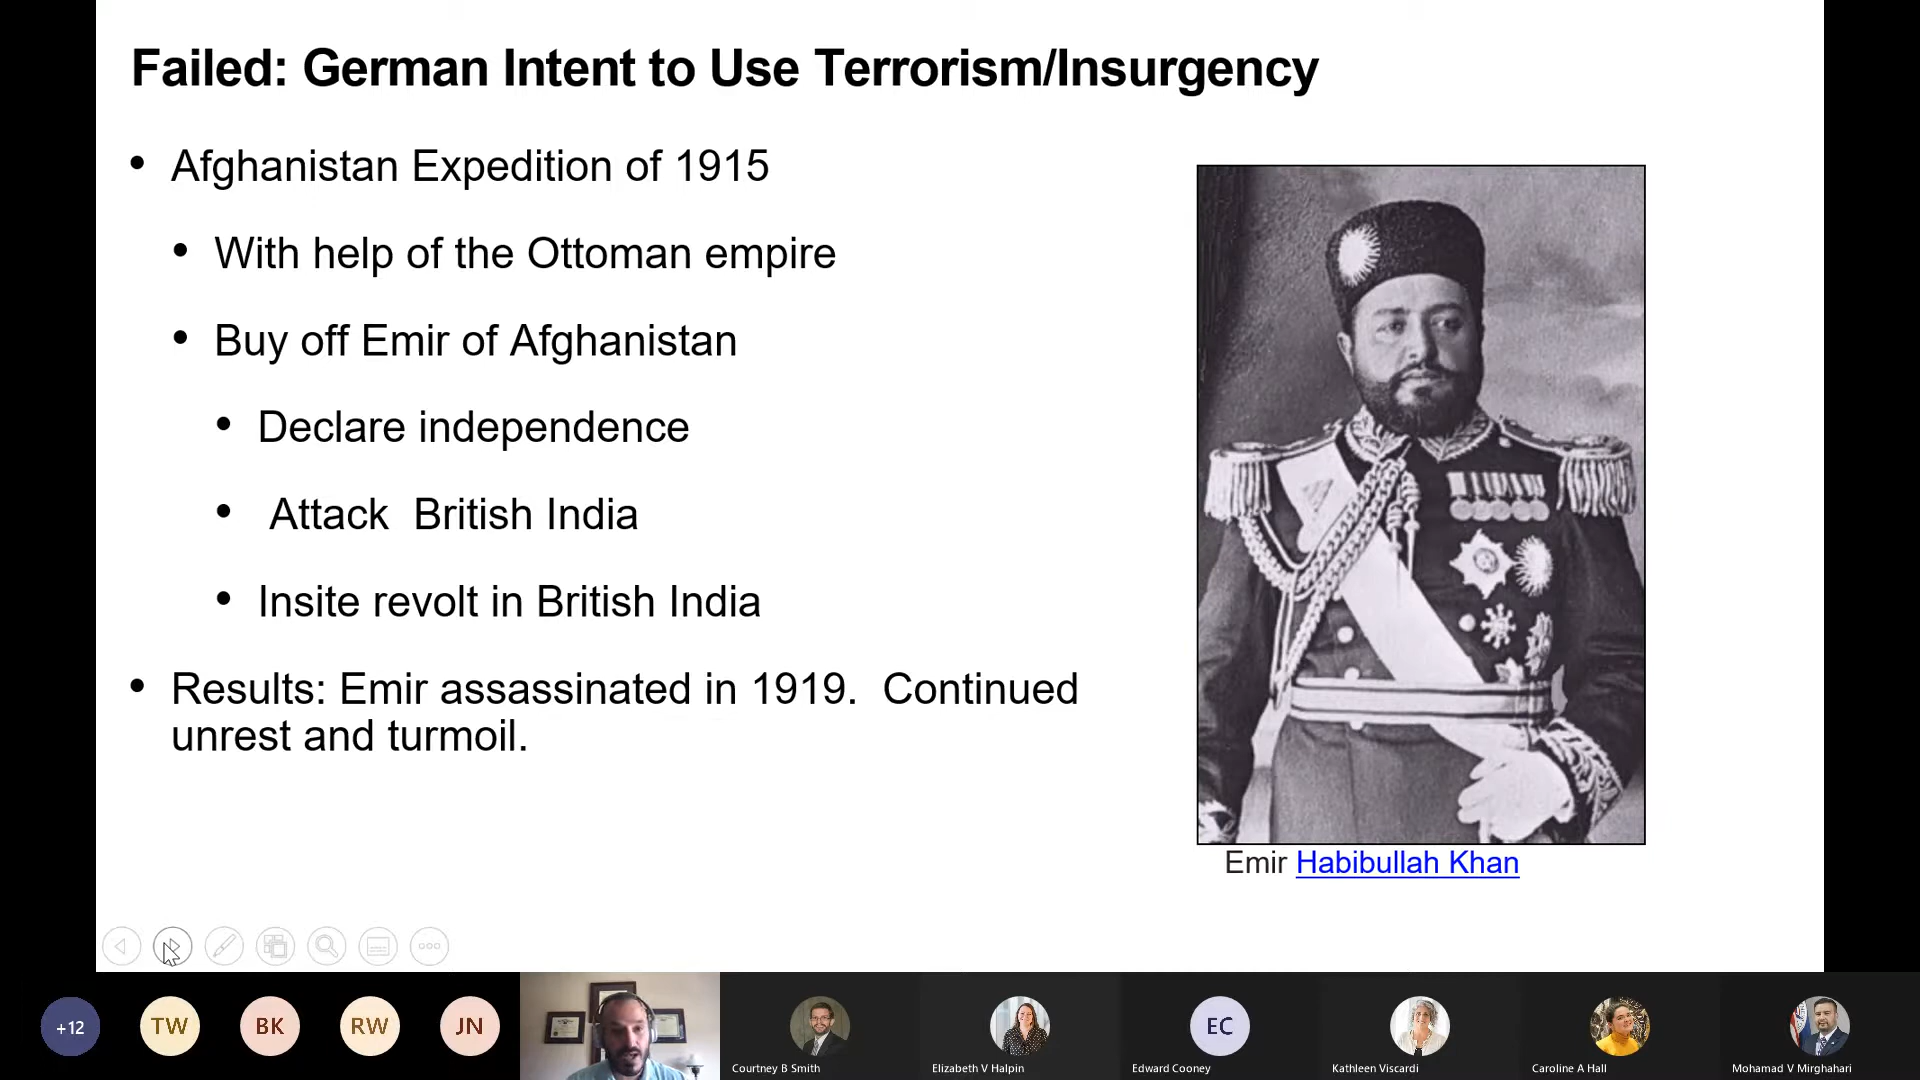 Failed: German Intent to Use Terrorism/Insurgency
• Afghanistan Expedition of 1915
• With help of the Ottoman empire
• Buy off Emir of Afghanistan
• Declare independence
• Attack  British India
• Insite revolt in British India
• Results: Emir assassinated in 1919.  Continued
unrest and turmoil.
Emir Habibullah Khan
+12
TW
BK
RW
JN
EC
Courtney B Smith
Elizabeth V Halpin
Edward Cooney
Kathleen Viscardi
Caroline A Hall
Mohamad V Mirghahari